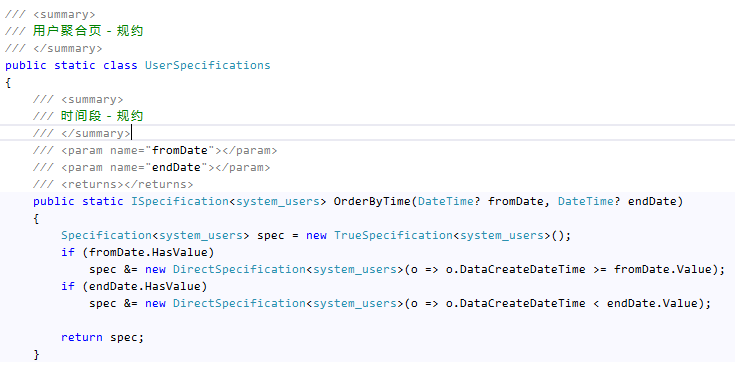 /// <summary>
/// 用户聚合页 - 规约
/// </summary>
public static class UserSpecifications
{
    /// <summary>
    /// 时间段 - 规约
    /// </summary>
    /// <param name="fromDate"></param>
    /// <param name="endDate"></param>
    /// <returns></returns>
    public static ISpecification<system_users> OrderByTime(DateTime? fromDate, DateTime? endDate)
    {
        Specification<system_users> spec = new TrueSpecification<system_users>();
        if (fromDate.HasValue)
            spec &= new DirectSpecification<system_users>(o => o.DataCreateDateTime >= fromDate.Value);
        if (endDate.HasValue)
            spec &= new DirectSpecification<system_users>(o => o.DataCreateDateTime < endDate.Value);

        return spec;
    }